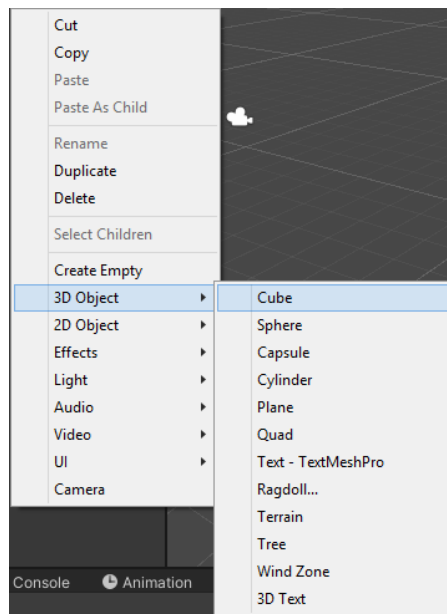 Cut
Copy
Paste
Paste As Child
Rename
Duplicate
Delete
Select Children
Create Empty
3D Object
2D Object
Effects
Light
Audio
Video
UI
Camera
Cube
Sphere
Capsule
Cylinder
Plane
Quad
Text - TextMeshPro
Ragdoll...
Terrain
Tree
Wind Zone
3D Text
Console
Animation